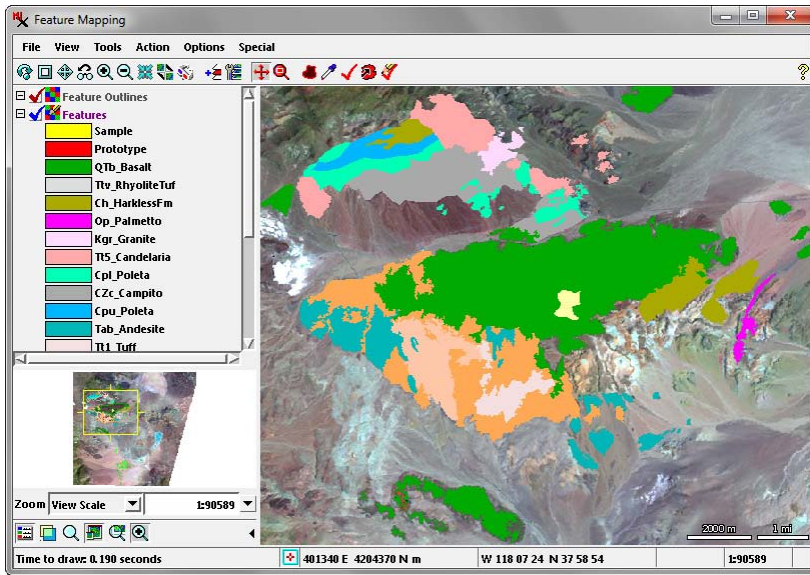 Feature Mapping
File View Tools Action Options Special
Feature Outlines
Features
Sample
Prototype
QTb_Basalt
Ttv_RhyoliteTuf
Ch_HarklessFm
Op_Palmetto
Kgr_Granite
Tt5_Candelaria
Cpl_Poleta
CZc_Campito
Cpu_Poleta
Tab_Andesite
Tt1_Tuff
2000 m 1 mi
Zoom View Scale 1:90589
Time to draw: 0.190 seconds 401340 E 4204370 N m W 118 07 24 N 37 58 54 1:90589